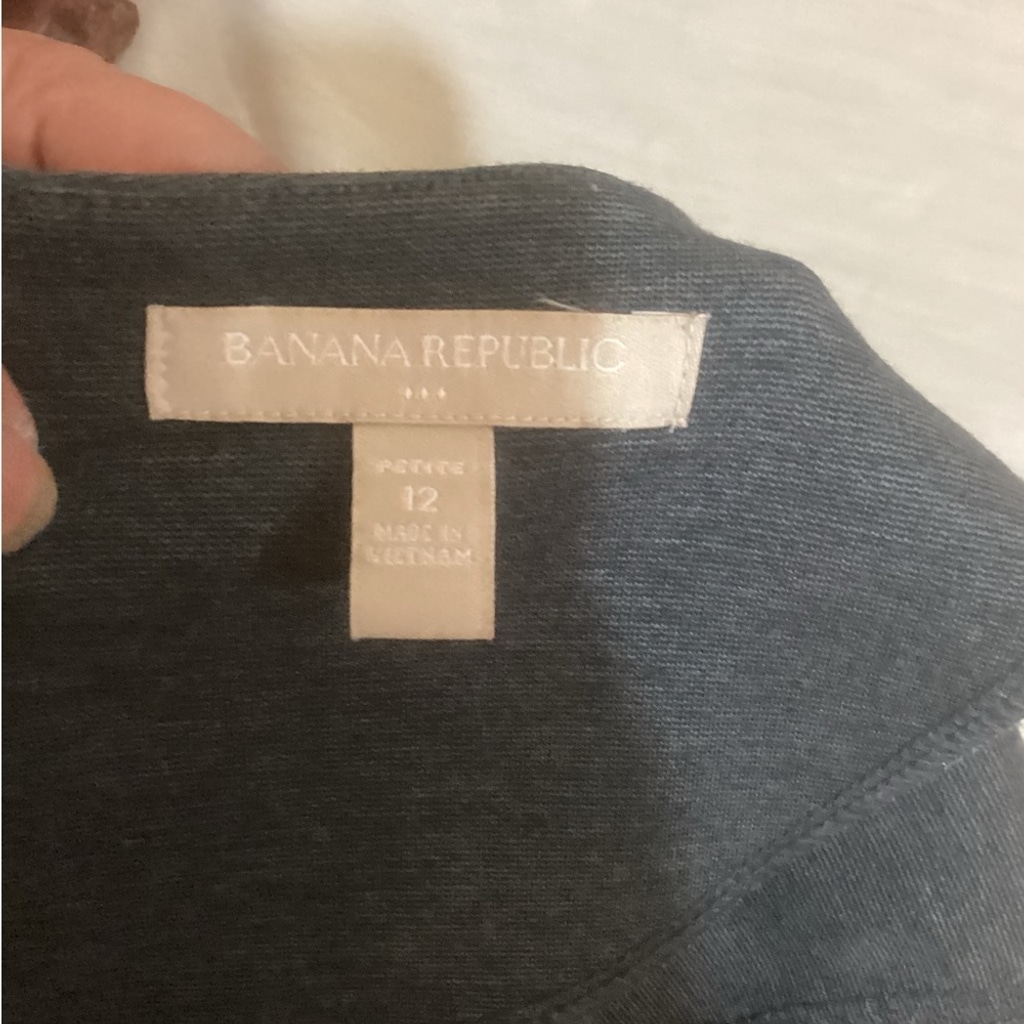 BANANA REPUBLIC
PETITE
12
MADE IN
VIETNAM